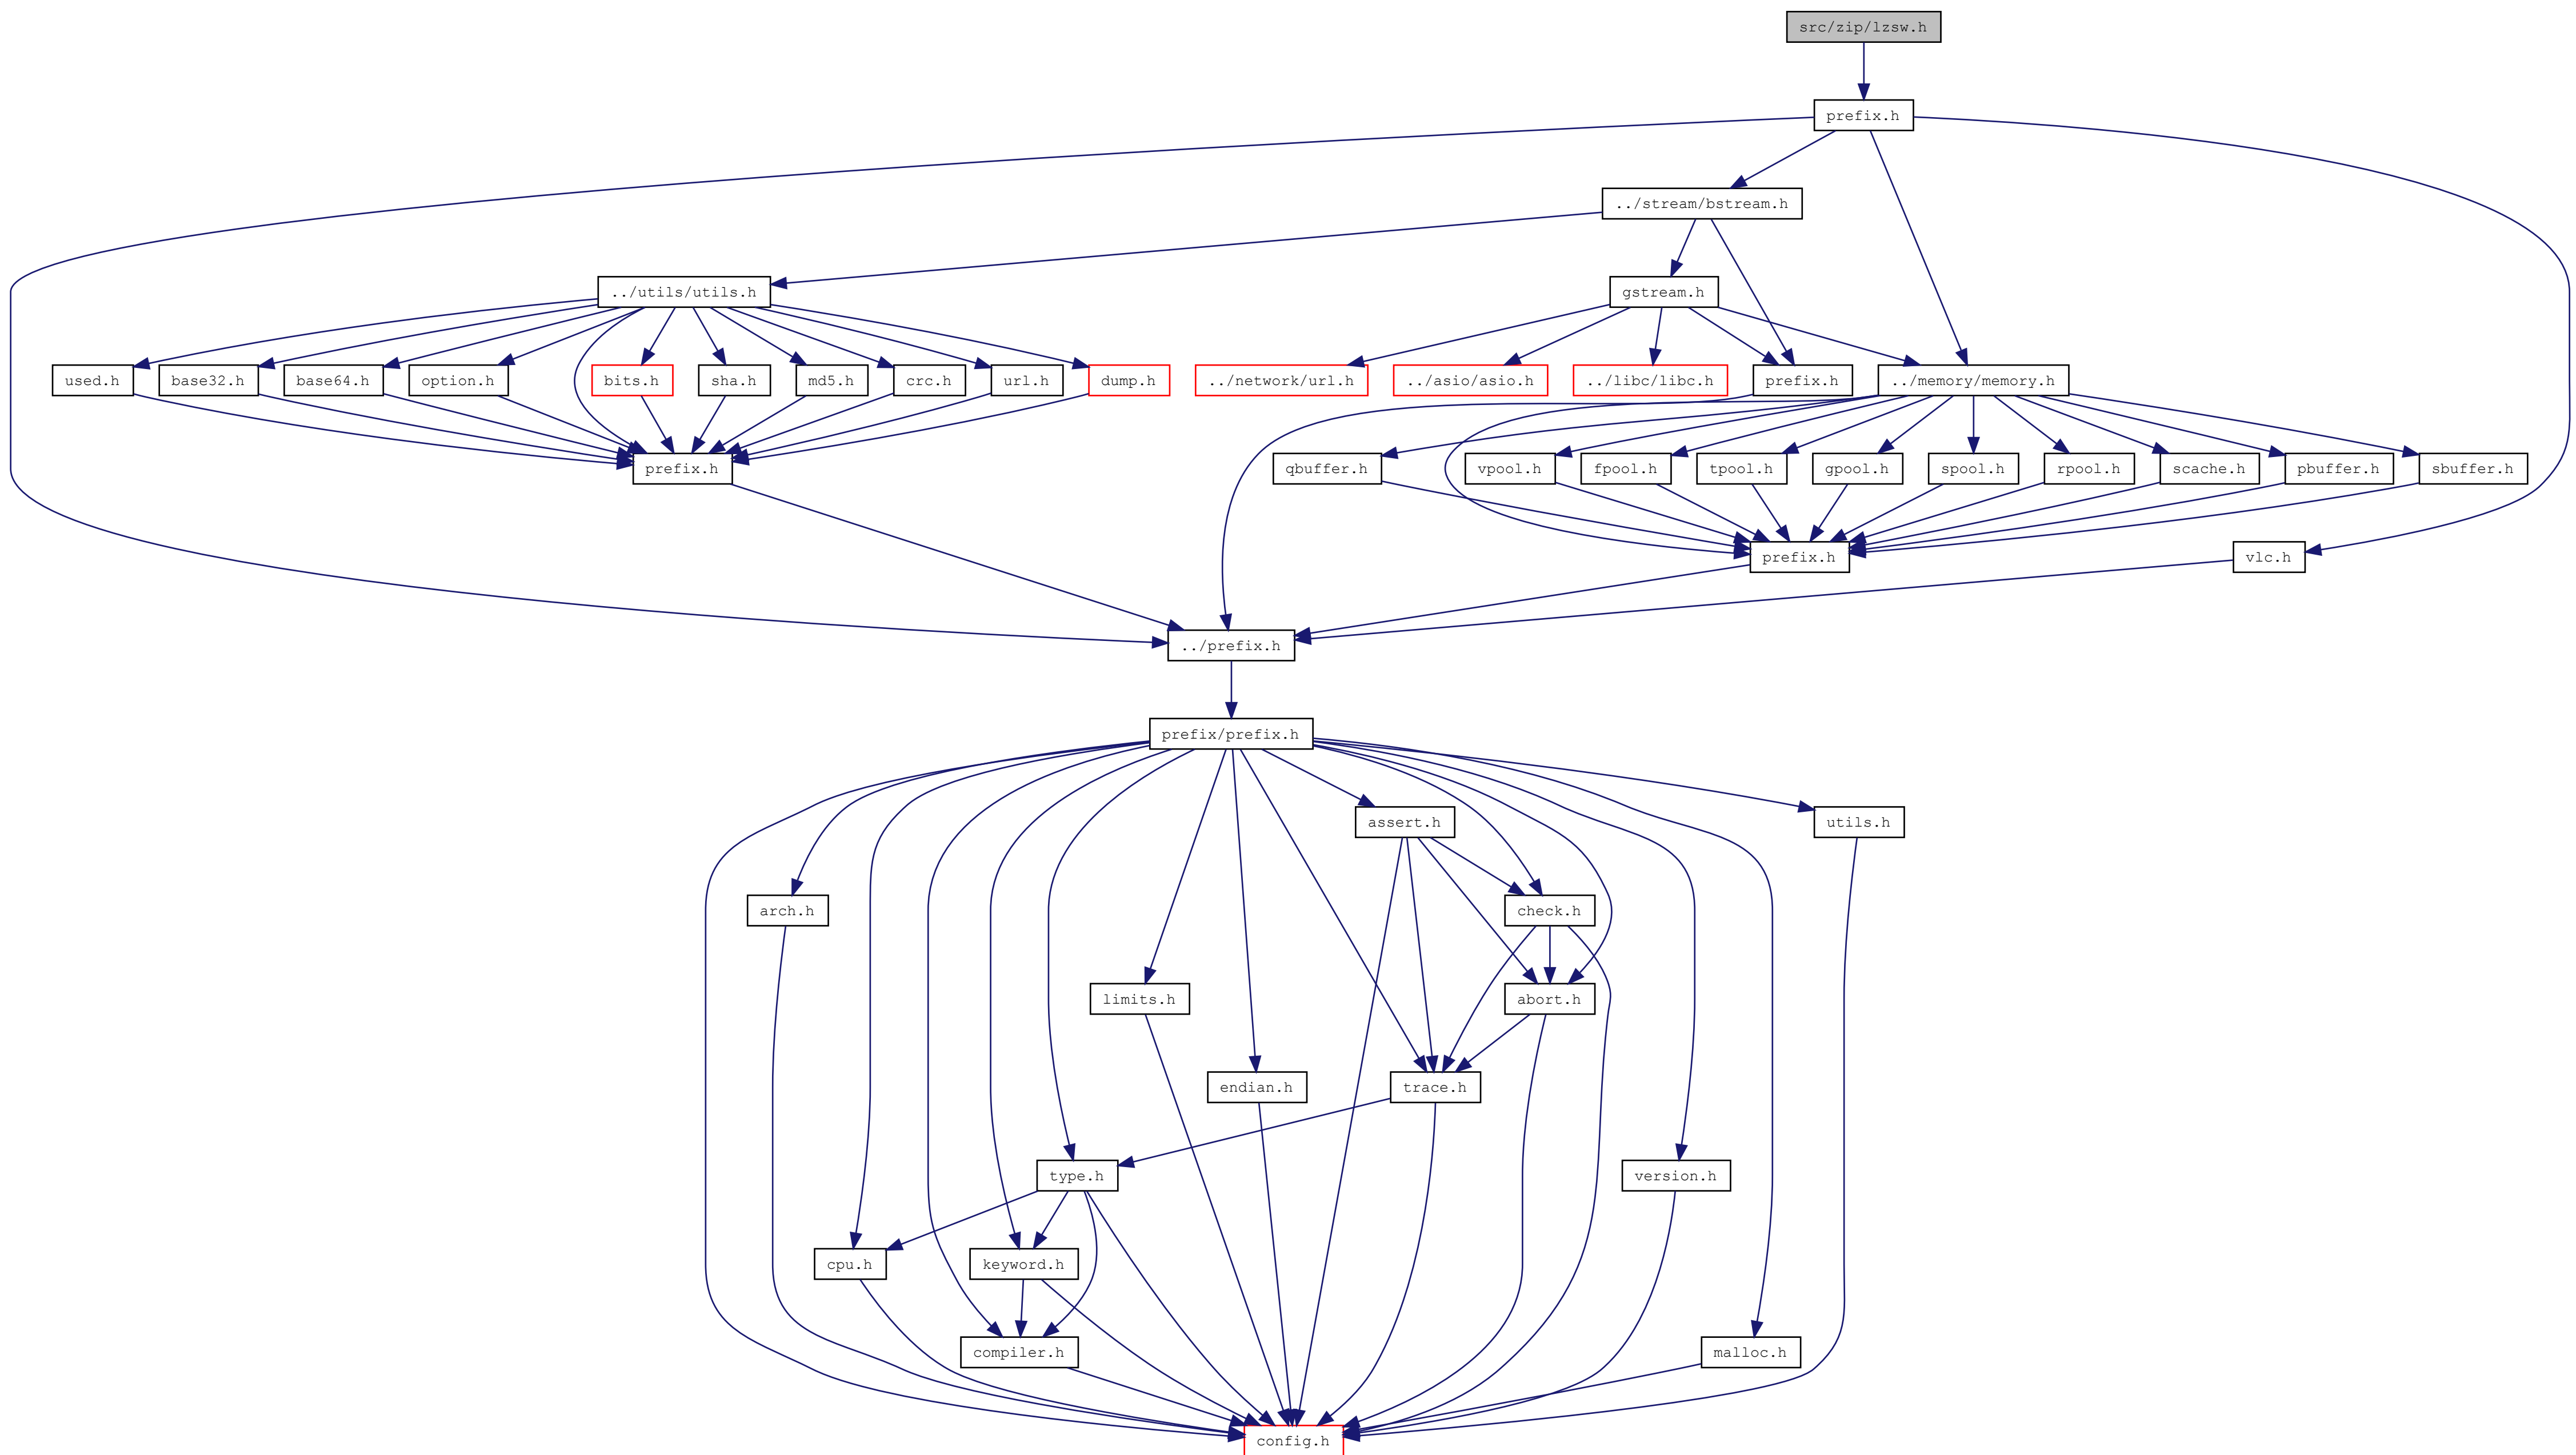 src/zip/lzsw.h
prefix.h
../stream/bstream.h
../utils/utils.h
gstream.h
used.h
base32.h
base64.h
option.h
bits.h
sha.h
md5.h
crc.h
url.h
dump.h
../network/url.h
../asio/asio.h
../libc/libc.h
prefix.h
../memory/memory.h
prefix.h
qbuffer.h
vpool.h
fpool.h
tpool.h
gpool.h
spool.h
rpool.h
scache.h
pbuffer.h
sbuffer.h
prefix.h
vlc.h
../prefix.h
prefix/prefix.h
assert.h
utils.h
arch.h
check.h
limits.h
abort.h
endian.h
trace.h
type.h
version.h
cpu.h
keyword.h
compiler.h
malloc.h
config.h